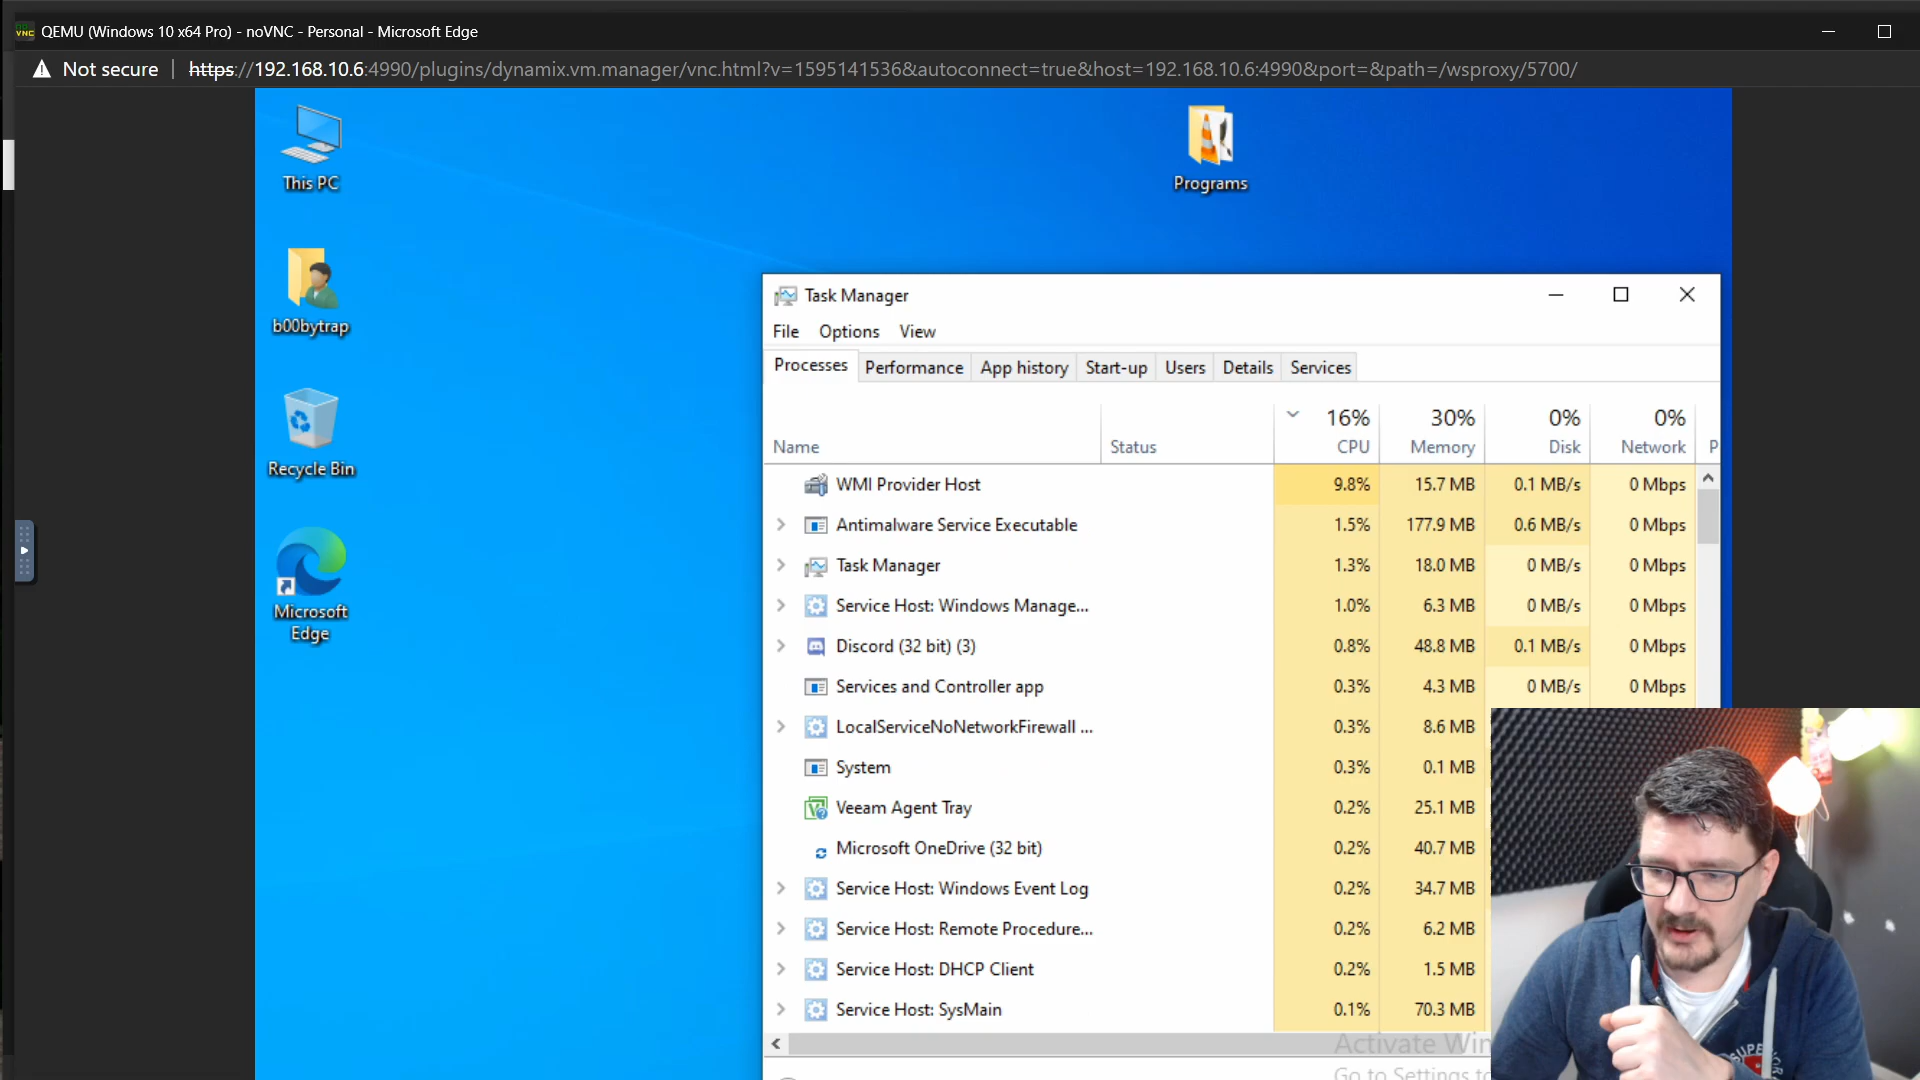 QEMU (Windows 10 x64 Pro) - noVNC - Personal - Microsoft Edge
Not secure | https://192.168.10.6:4990/plugins/dynamix.vm.manager/vnc.html?v=1595141536&autoconnect=true&host=192.168.10.6:4990&port=&path=/wsproxy/5700/
This PC
Programs
b00bytrap
Recycle Bin
Microsoft
Edge
Task Manager
File Options View
Processes Performance App history Start-up Users Details Services
16% 30% 0% 0%
Name Status CPU Memory Disk Network P
WMI Provider Host 9.8% 15.7 MB 0.1 MB/s 0 Mbps
Antimalware Service Executable 1.5% 177.9 MB 0.6 MB/s 0 Mbps
Task Manager 1.3% 18.0 MB 0 MB/s 0 Mbps
Service Host: Windows Manage... 1.0% 6.3 MB 0 MB/s 0 Mbps
Discord (32 bit) (3) 0.8% 48.8 MB 0.1 MB/s 0 Mbps
Services and Controller app 0.3% 4.3 MB 0 MB/s 0 Mbps
LocalServiceNoNetworkFirewall ... 0.3% 8.6 MB
System 0.3% 0.1 MB
Veeam Agent Tray 0.2% 25.1 MB
Microsoft OneDrive (32 bit) 0.2% 40.7 MB
Service Host: Windows Event Log 0.2% 34.7 MB
Service Host: Remote Procedure... 0.2% 6.2 MB
Service Host: DHCP Client 0.2% 1.5 MB
Service Host: SysMain 0.1% 70.3 MB
Activate Win
Go to Settings to